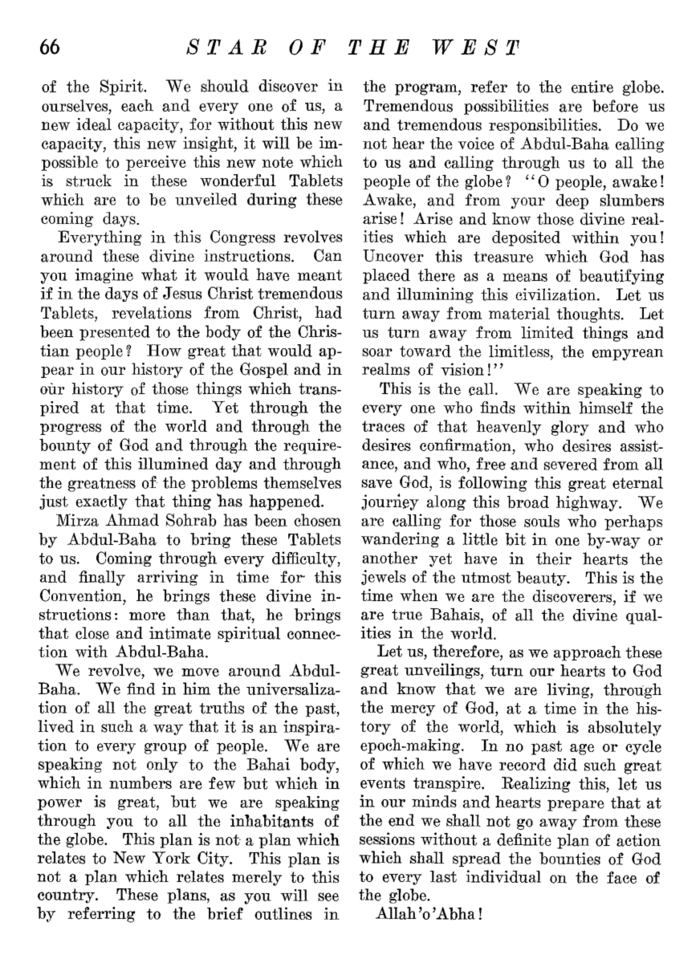 66
STAR OF THE WEST
of the Spirit. We should discover in
ourselves, each and every one of us, a
new ideal capacity, for without this new
capacity, this new insight, it will be im-
possible to perceive this new note which
is struck in these wonderful Tablets
which are to be unveiled during these
coming days.
Everything in this Congress revolves
around these divine instructions. Can
you imagine what it would have meant
if in the days of Jesus Christ tremendous
Tablets, revelations from Christ, had
been presented to the body of the Chris-
tian people? How great that would ap-
pear in our history of the Gospel and in
our history of those things which trans-
pired at that time. Yet through the
progress of the world and through the
bounty of God and through the require-
ment of this illumined day and through
the greatness of the problems themselves
just exactly that thing has happened.
Mirza Ahmad Sohrab has been chosen
by Abdul-Baha to bring these Tablets
to us. Coming through every difficulty,
and finally arriving in time for this
Convention, he brings these divine in-
structions: more than that, he brings
that close and intimate spiritual connec-
tion with Abdul-Baha.
We revolve, we move around Abdul-
Baha. We find in him the universaliza-
tion of all the great truths of the past,
lived in such a way that it is an inspira-
tion to every group of people. We are
speaking not only to the Bahai body,
which in numbers are few but which in
power is great, but we are speaking
through you to all the inhabitants of
the globe. This plan is not a plan which
relates to New York City. This plan is
not a plan which relates merely to this
country. These plans, as you will see
by referring to the brief outlines in
the program, refer to the entire globe.
Tremendous possibilities are before us
and tremendous responsibilities. Do we
not hear the voice of Abdul-Baha calling
to us and calling through us to all the
people of the globe? "O people, awake!
Awake, and from your deep slumbers
arise! Arise and know those divine real-
ities which are deposited within you!
Uncover this treasure which God has
placed there as a means of beautifying
and illumining this civilization. Let us
turn away from material thoughts. Let
us turn away from limited things and
soar toward the limitless, the empyrean
realms of vision!"
This is the call. We are speaking to
every one who finds within himself the
traces of that heavenly glory and who
desires confirmation, who desires assist-
ance, and who, free and severed from all
save God, is following this great eternal
journey along this broad highway. We
are calling for those souls who perhaps
wandering a little bit in one by-way or
another yet have in their hearts the
jewels of the utmost beauty. This is the
time when we are the discoverers, if we
are true Bahais, of all the divine qual-
ities in the world.
Let us, therefore, as we approach these
great unveilings, turn our hearts to God
and know that we are living, through
the mercy of God, at a time in the his-
tory of the world, which is absolutely
epoch-making. In no past age or cycle
of which we have record did such great
events transpire. Realizing this, let us
in our minds and hearts prepare that at
the end we shall not go away from these
sessions without a definite plan of action
which shall spread the bounties of God
to every last individual on the face of
the globe.
Allah'o'Abha!